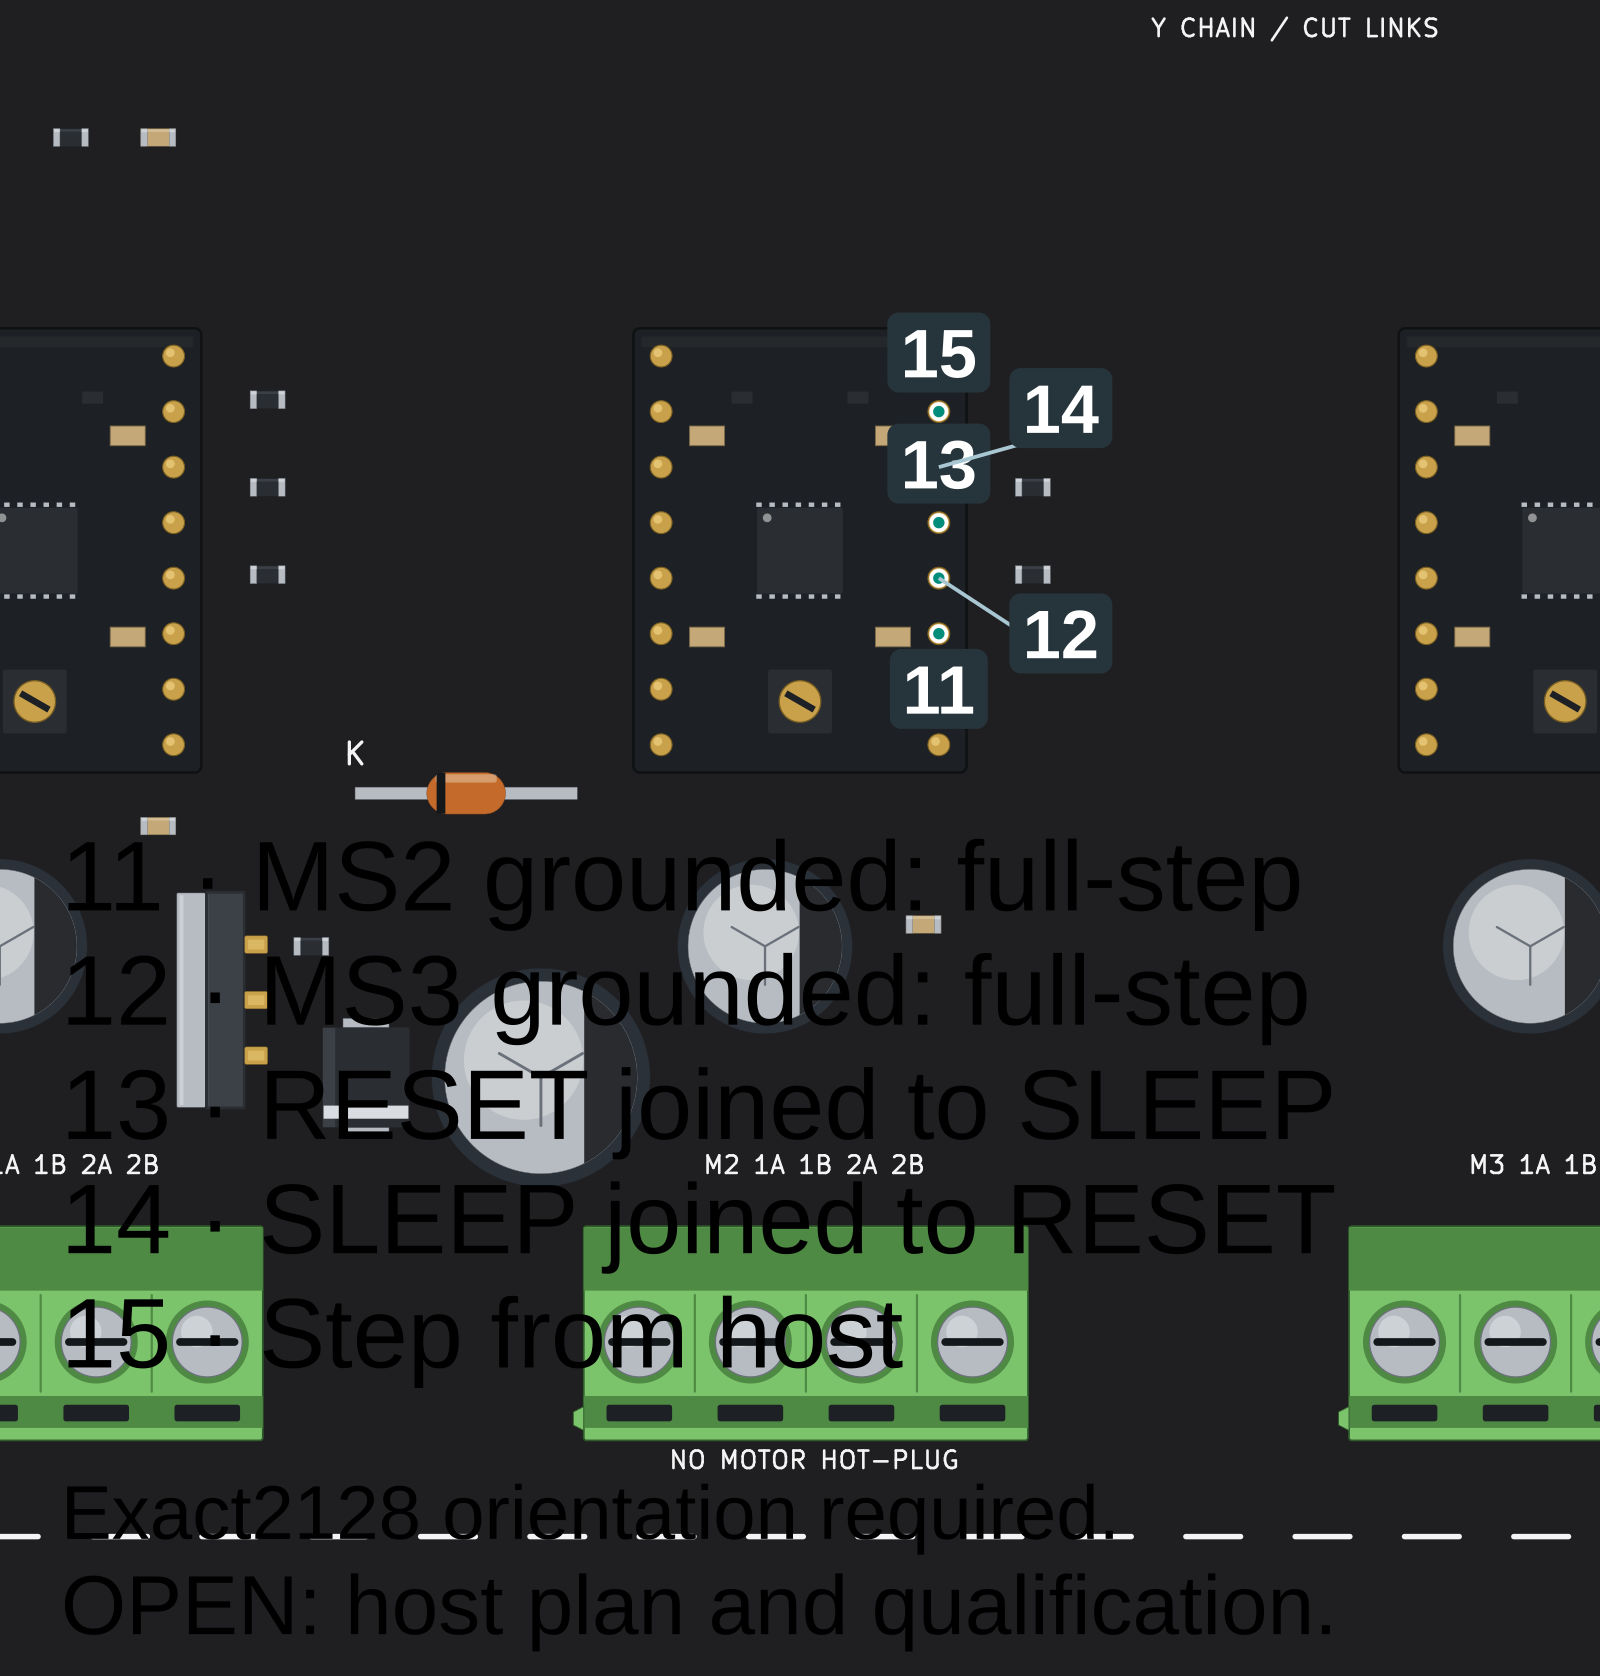 Y CHAIN / CUT LINKS
15
14
13
12
11
K
11 · MS2 grounded: full-step
12 · MS3 grounded: full-step
13 · RESET joined to SLEEP
1A 1B 2A 2B
M2 1A 1B 2A 2B
M3 1A 1B
14 · SLEEP joined to RESET
15 · Step from host
NO MOTOR HOT-PLUG
Exact2128 orientation required.
OPEN: host plan and qualification.